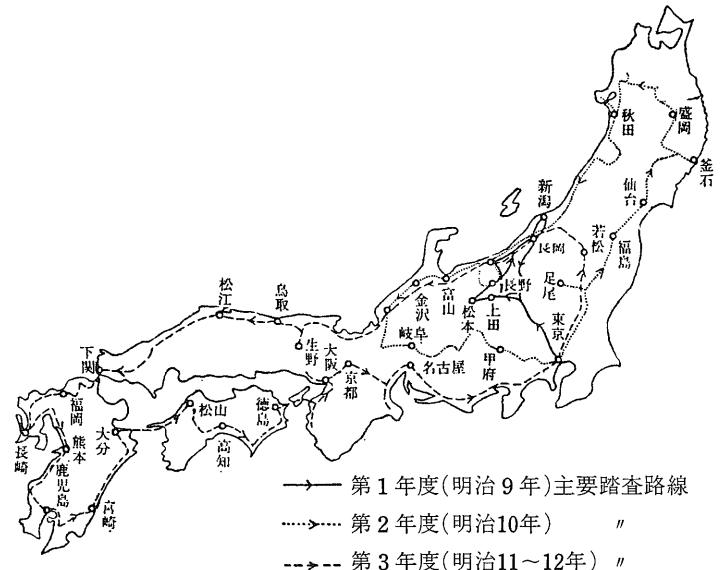 秋田
盛岡
釜石
仙台
新潟
若松
福島
長岡
足尾
長野
富山
金沢
上田
松本
東京
松江
鳥取
岐阜
甲府
生野
大阪
京都
名古屋
下関
福岡
松山
徳島
大分
高知
長崎
熊本
鹿児島
宮崎
第1年度(明治9年)主要踏査路線
第2年度(明治10年) 〃
第3年度(明治11~12年) 〃